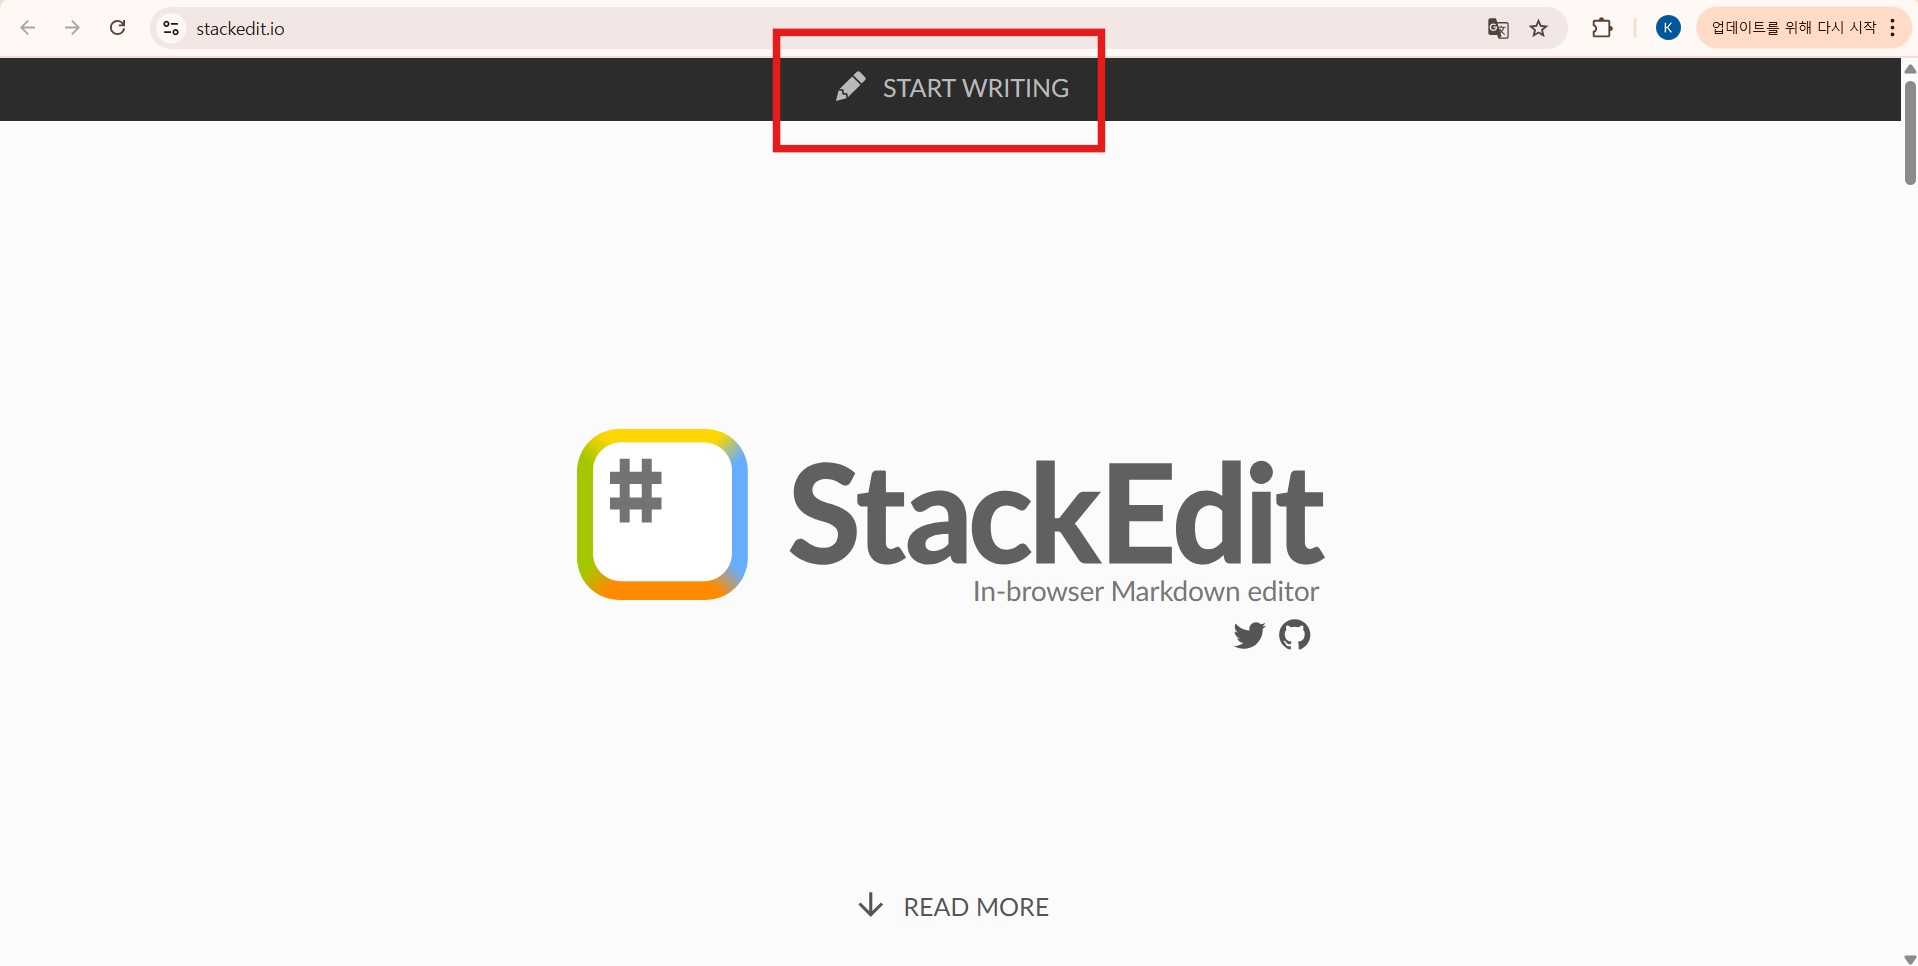 stackedit.io
K
업데이트를 위해 다시 시작
START WRITING
#
StackEdit
In-browser Markdown editor
READ MORE